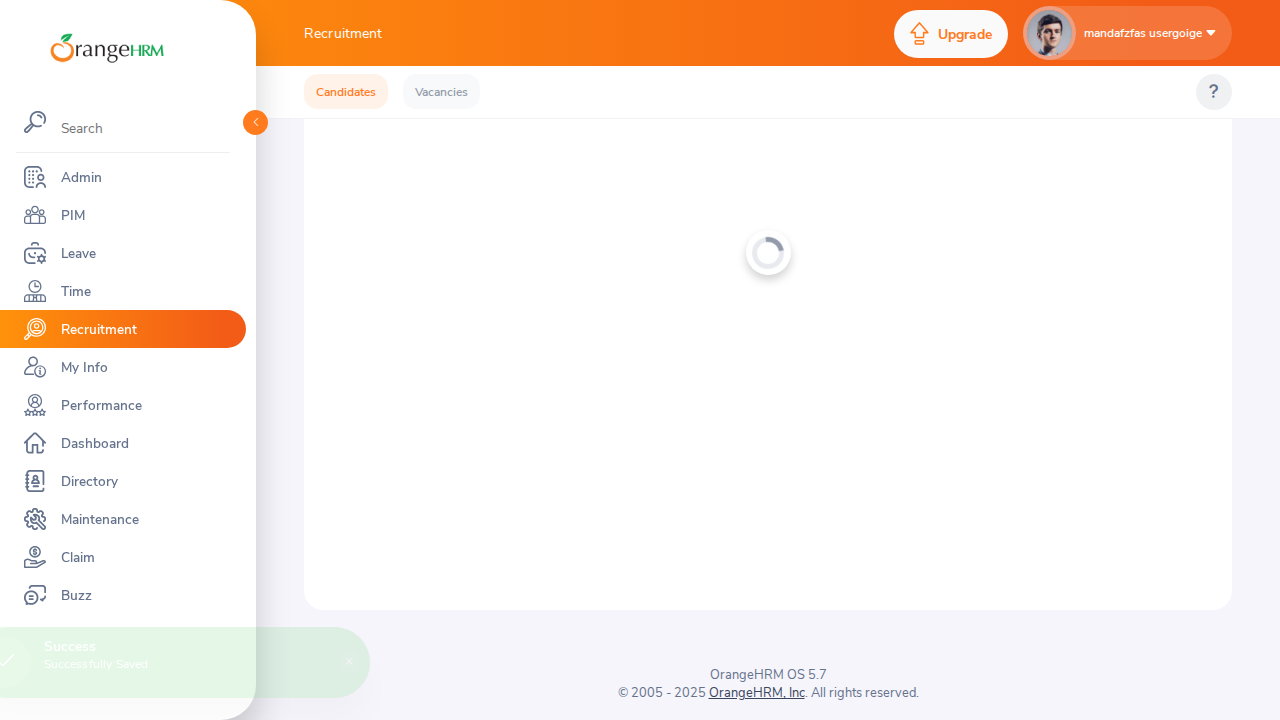 OrangeHRM
Recruitment
Upgrade
mandafzfas usergoige
Candidates
Vacancies
?
Search
Admin
PIM
Leave
Time
Recruitment
My Info
Performance
Dashboard
Directory
Maintenance
Claim
Buzz
Success
Successfully Saved
×
OrangeHRM OS 5.7
© 2005 - 2025 OrangeHRM, Inc. All rights reserved.